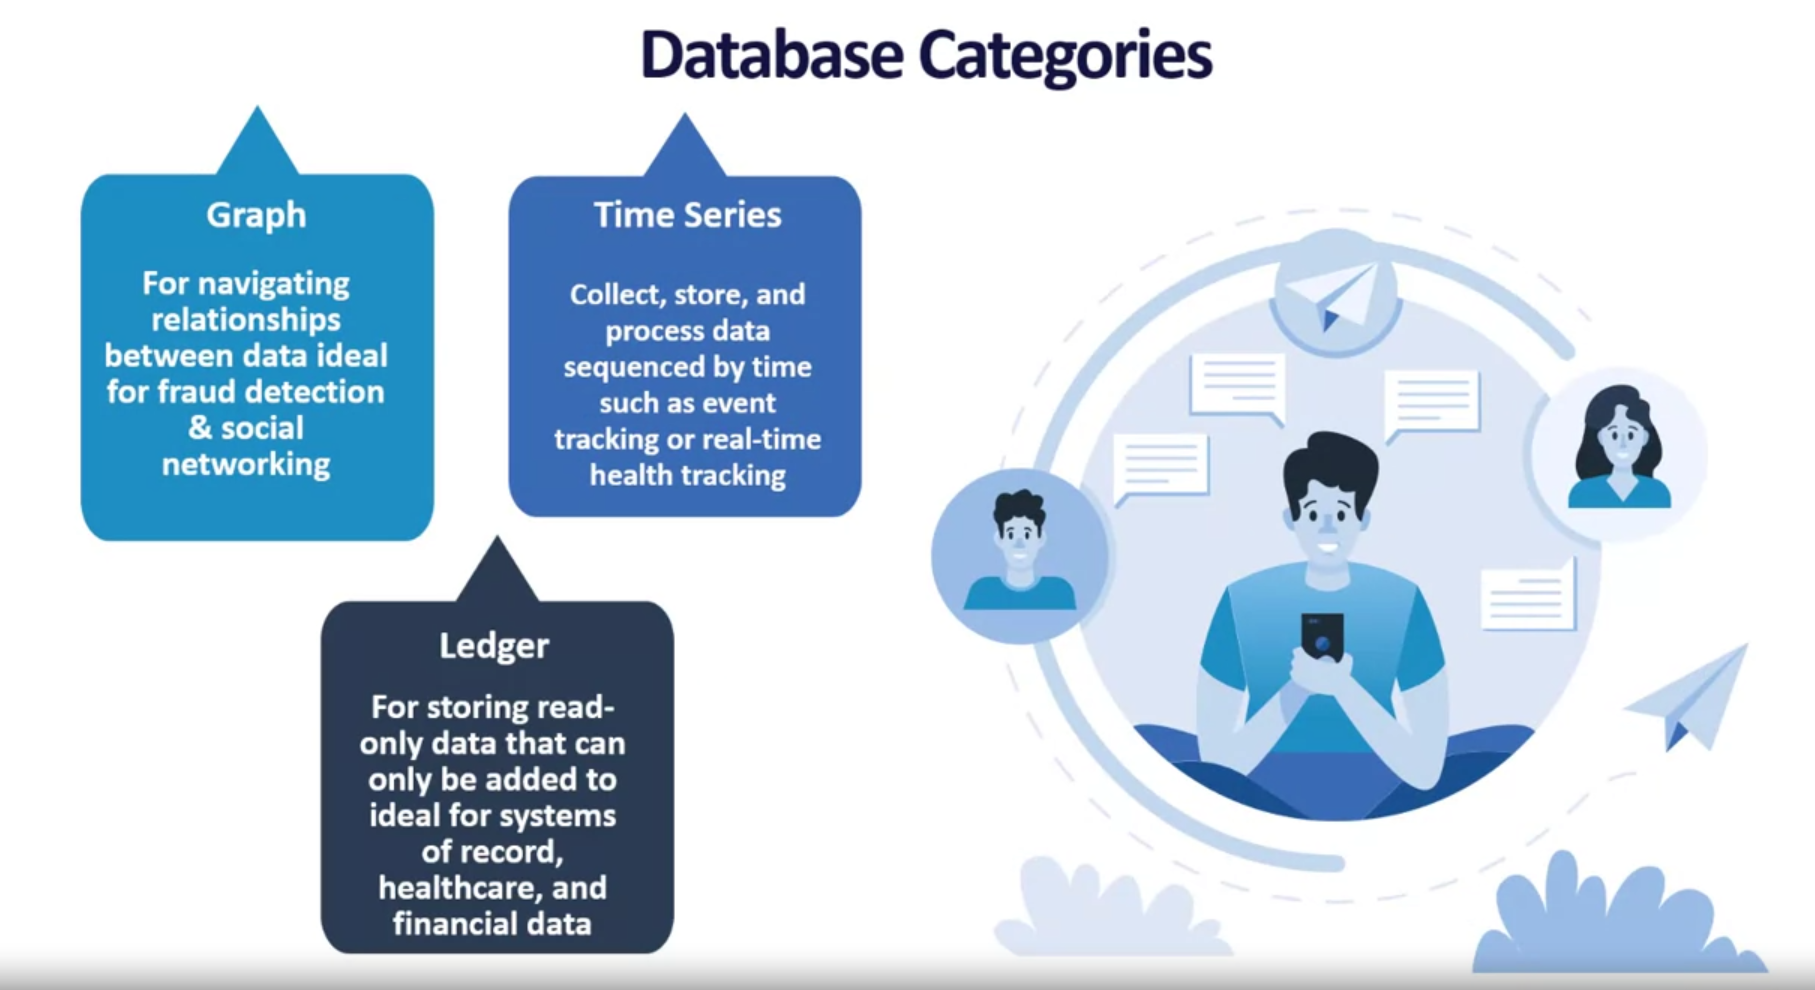 Database Categories
Graph
For navigating
relationships
between data ideal
for fraud detection
& social
networking
Time Series
Collect, store, and
process data
sequenced by time
such as event
tracking or real-time
health tracking
Ledger
For storing read-
only data that can
only be added to
ideal for systems
of record,
healthcare, and
financial data